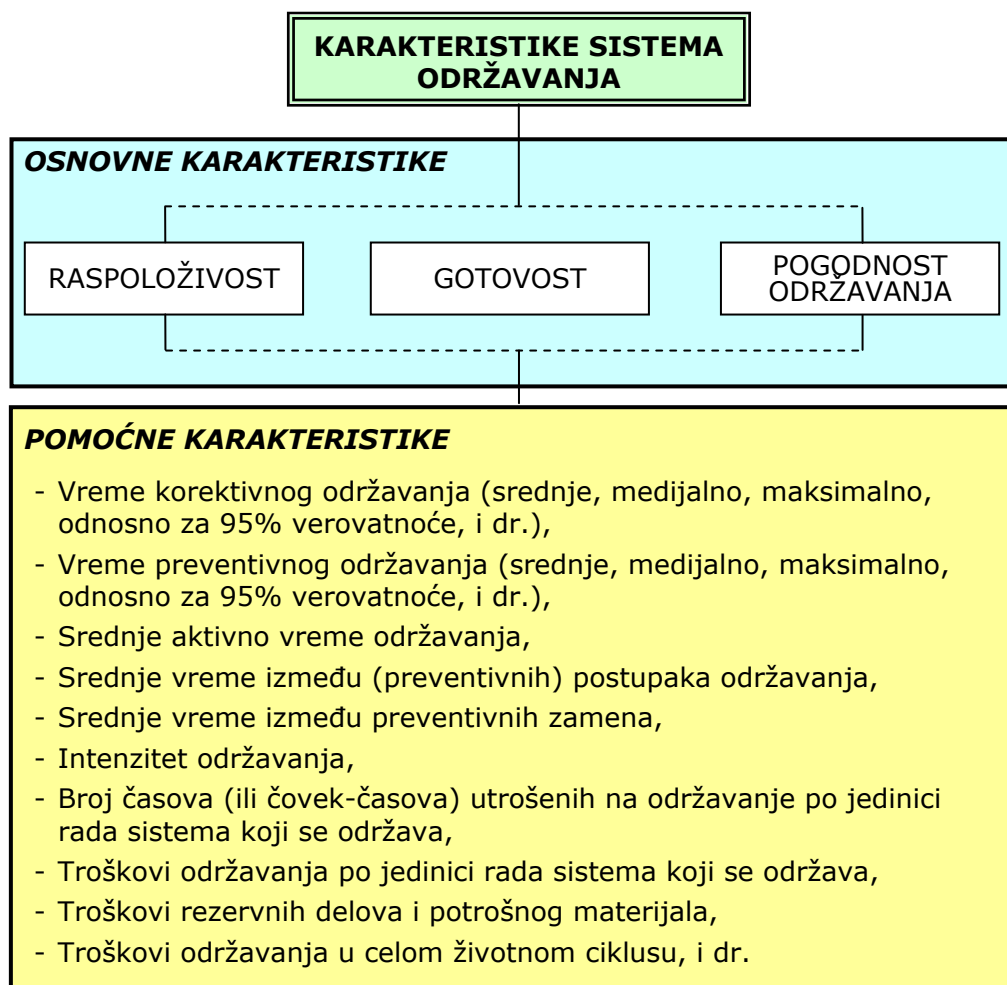 KARAKTERISTIKE SISTEMA
ODRŽAVANJA
OSNOVNE KARAKTERISTIKE
RASPOLOŽIVOST
GOTOVOST
POGODNOST
ODRŽAVANJA
POMOĆNE KARAKTERISTIKE
- Vreme korektivnog održavanja (srednje, medijalno, maksimalno,
odnosno za 95% verovatnoće, i dr.),
- Vreme preventivnog održavanja (srednje, medijalno, maksimalno,
odnosno za 95% verovatnoće, i dr.),
- Srednje aktivno vreme održavanja,
- Srednje vreme između (preventivnih) postupaka održavanja,
- Srednje vreme između preventivnih zamena,
- Intenzitet održavanja,
- Broj časova (ili čovek-časova) utrošenih na održavanje po jedinici
rada sistema koji se održava,
- Troškovi održavanja po jedinici rada sistema koji se održava,
- Troškovi rezervnih delova i potrošnog materijala,
- Troškovi održavanja u celom životnom ciklusu, i dr.